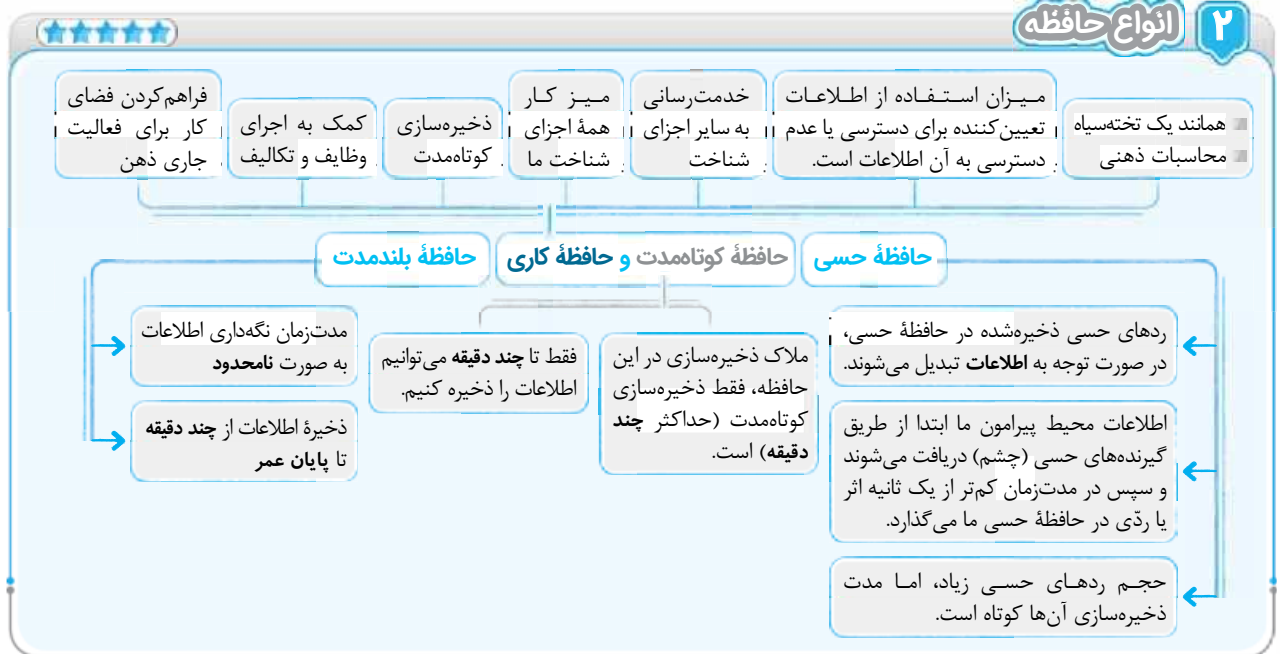 ۲ انواع حافظه
همانند یک تخته‌سیاه
محاسبات ذهنی
میزان استفاده از اطلاعات
تعیین‌کننده برای دسترسی یا عدم
دسترسی به آن اطلاعات است.
خدمت‌رسانی
به سایر اجزای
شناخت
میز کار
همهٔ اجزای
شناخت ما
ذخیره‌سازی
کوتاه‌مدت
کمک به اجرای
وظایف و تکالیف
فراهم‌کردن فضای
کار برای فعالیت
جاری ذهن
حافظهٔ حسی
حافظهٔ کوتاه‌مدت و حافظهٔ کاری
حافظهٔ بلندمدت
ردهای حسی ذخیره‌شده در حافظهٔ حسی،
در صورت توجه به اطلاعات تبدیل می‌شوند.
اطلاعات محیط پیرامون ما ابتدا از طریق
گیرنده‌های حسی (چشم) دریافت می‌شوند
و سپس در مدت‌زمان کم‌تر از یک ثانیه اثر
یا ردّی در حافظهٔ حسی ما می‌گذارد.
حجم ردهای حسی زیاد، اما مدت
ذخیره‌سازی آن‌ها کوتاه است.
ملاک ذخیره‌سازی در این
حافظه، فقط ذخیره‌سازی
کوتاه‌مدت (حداکثر چند
دقیقه) است.
فقط تا چند دقیقه می‌توانیم
اطلاعات را ذخیره کنیم.
مدت‌زمان نگه‌داری اطلاعات
به صورت نامحدود
ذخیرهٔ اطلاعات از چند دقیقه
تا پایان عمر